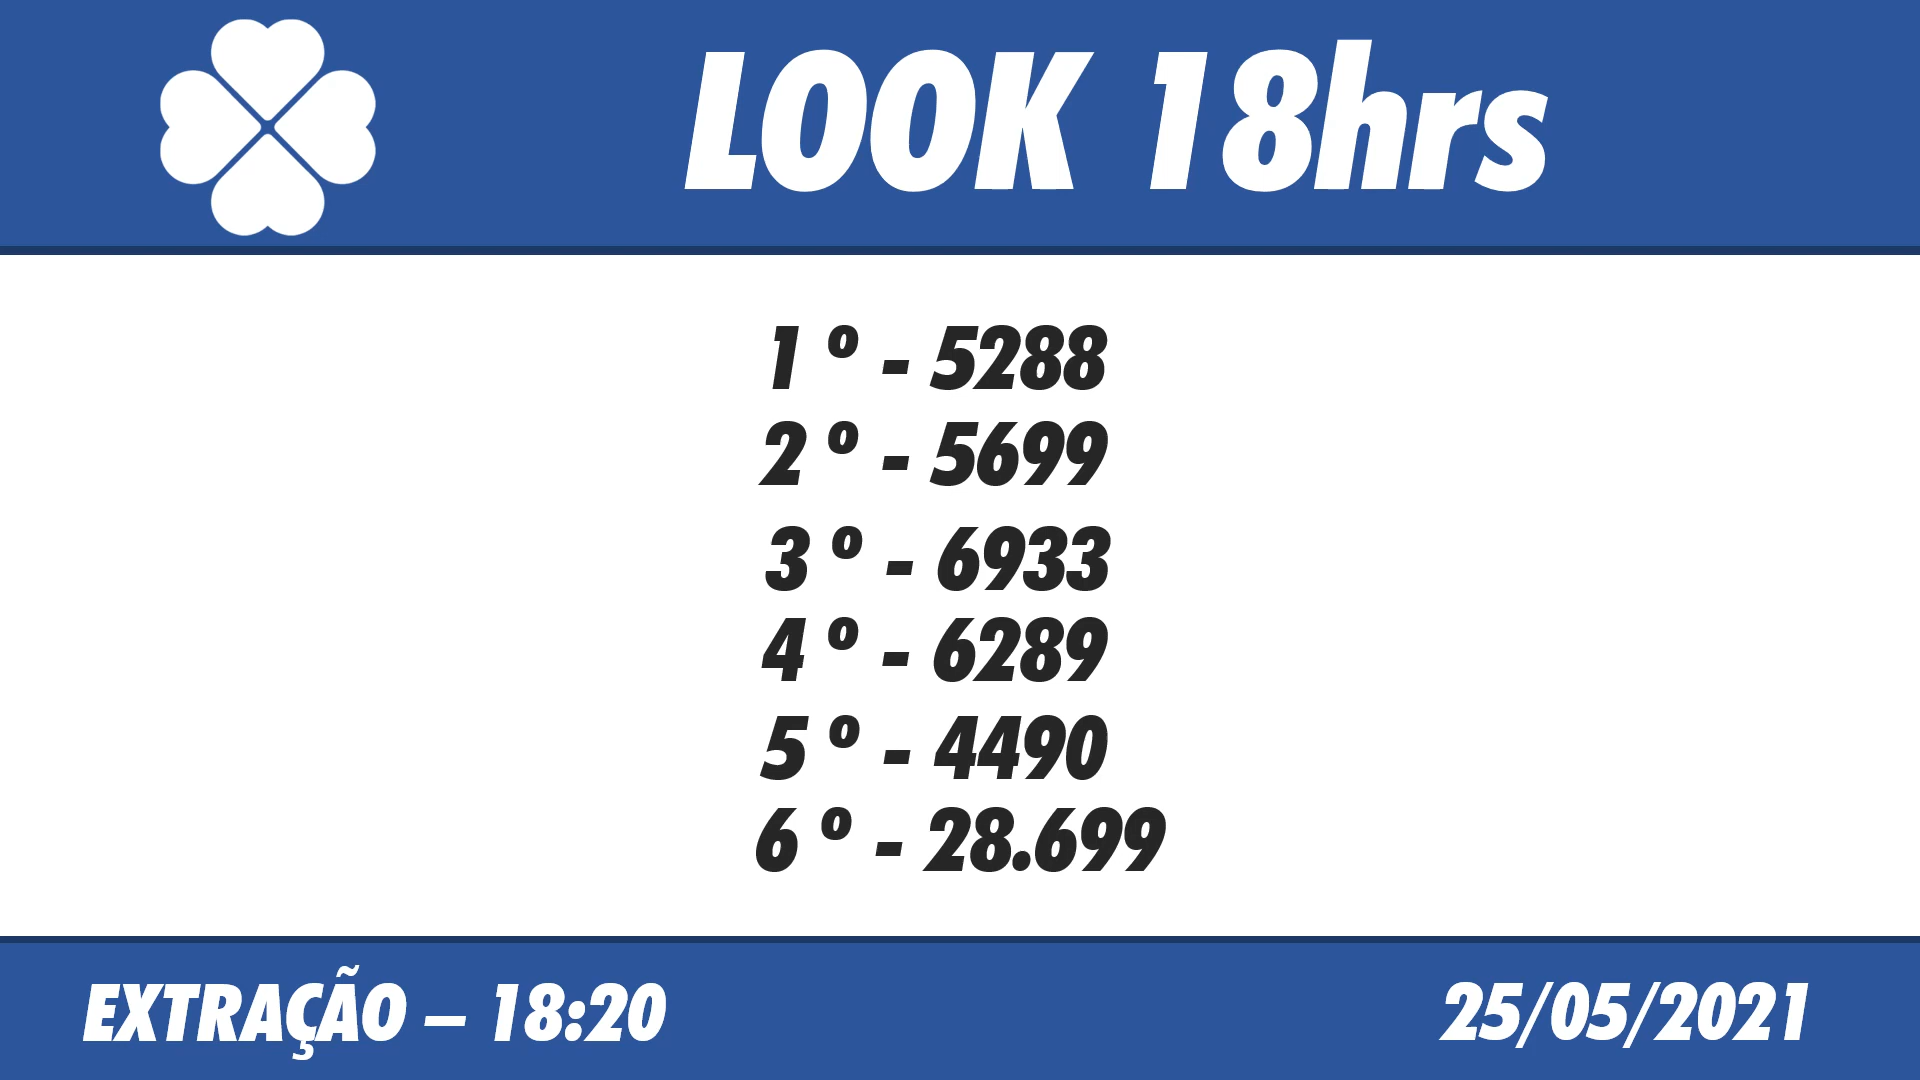 LOOK 18hrs
1 º - 5288
2 º - 5699
3 º - 6933
4 º - 6289
5 º - 4490
6 º - 28.699
EXTRAÇÃO – 18:20
25/05/2021